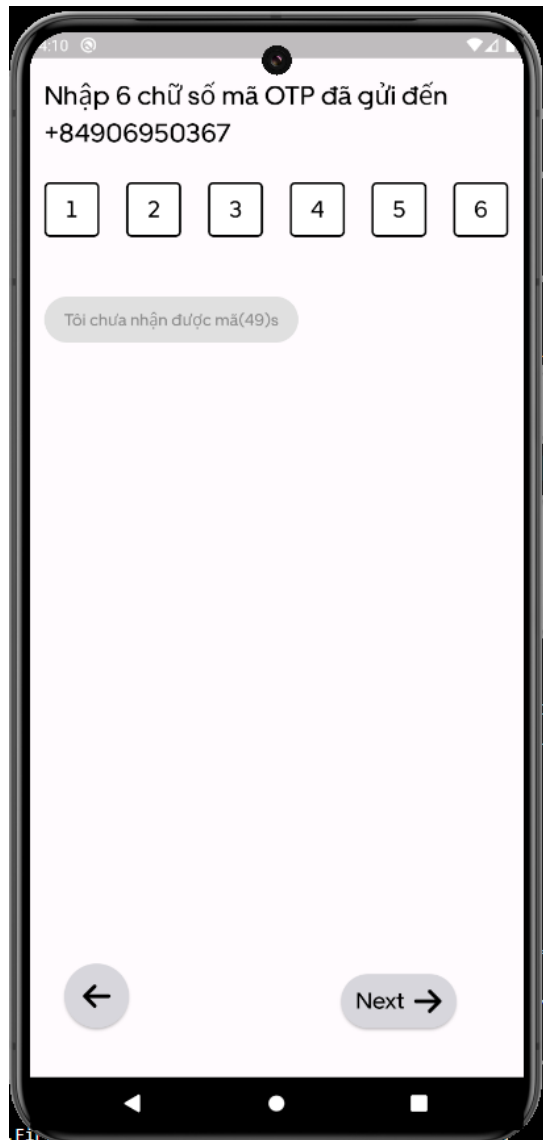 4:10
Nhập 6 chữ số mã OTP đã gửi đến
+84906950367
1 2 3 4 5 6
Tôi chưa nhận được mã(49)s
Next